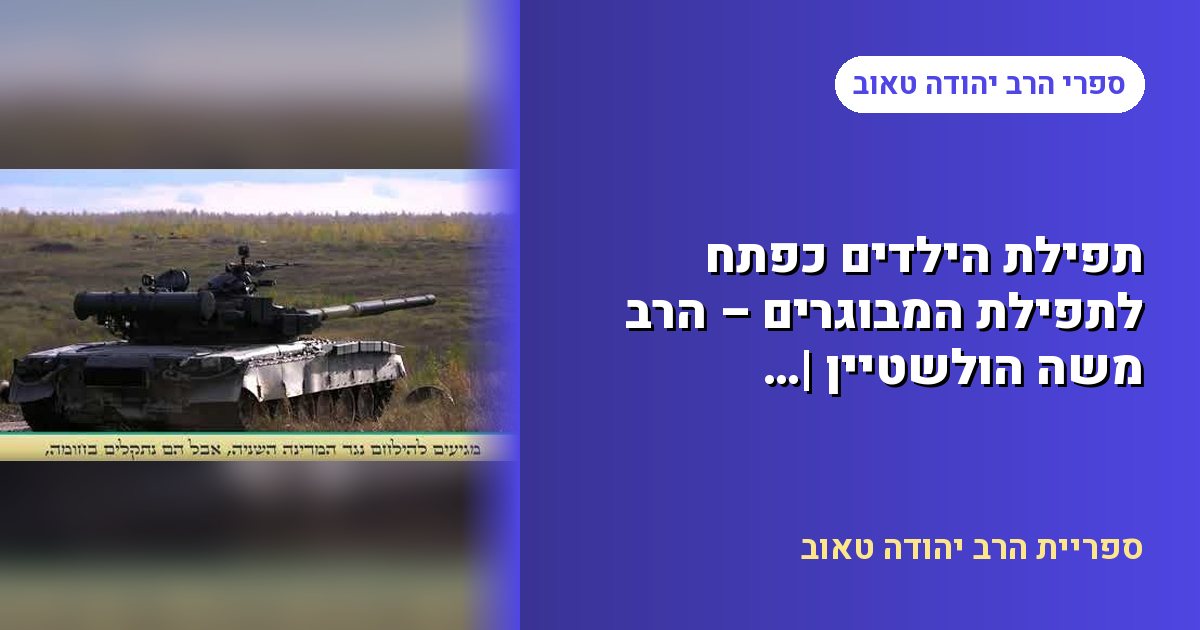 ספרי הרב יהודה טאוב
תפילת הילדים כפתח
לתפילת המבוגרים – הרב
משה הולשטיין |...
ספריית הרב יהודה טאוב
מגיעים להילחם נגד המדינה השניה, אבל הם נתקלים בחומה,